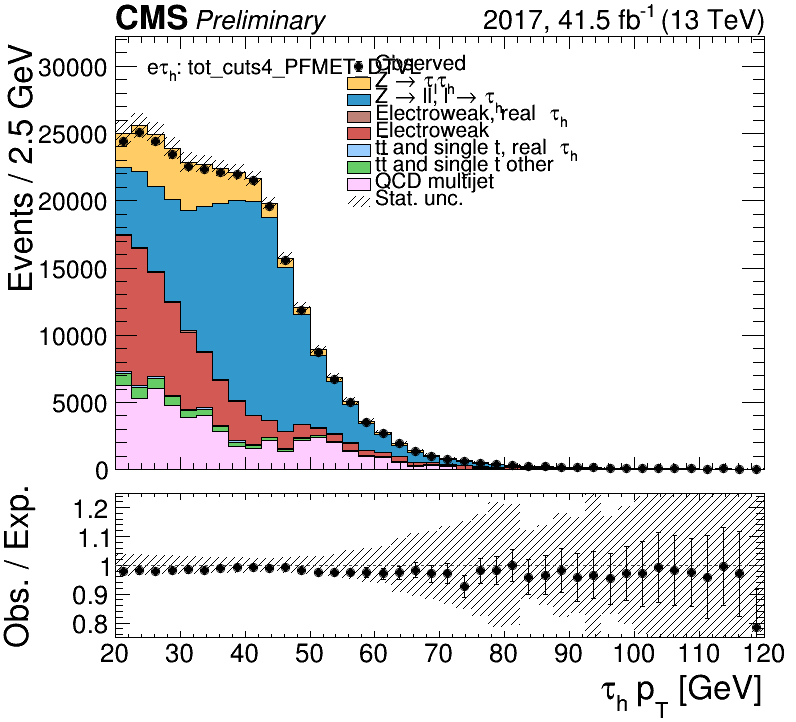 CMS Preliminary 2017, 41.5 fb⁻¹ (13 TeV)
Events / 2.5 GeV
30000
25000
20000
15000
10000
5000
0
eτh: tot_cuts4_PFMET
Observed
Z → ττh
Z → ll, l → τh
Electroweak, real τh
Electroweak
tt and single t, real τh
tt and single t other
QCD multijet
Stat. unc.
Obs. / Exp.
1.2
1.1
1
0.9
0.8
20 30 40 50 60 70 80 90 100 110 120
τh pT [GeV]